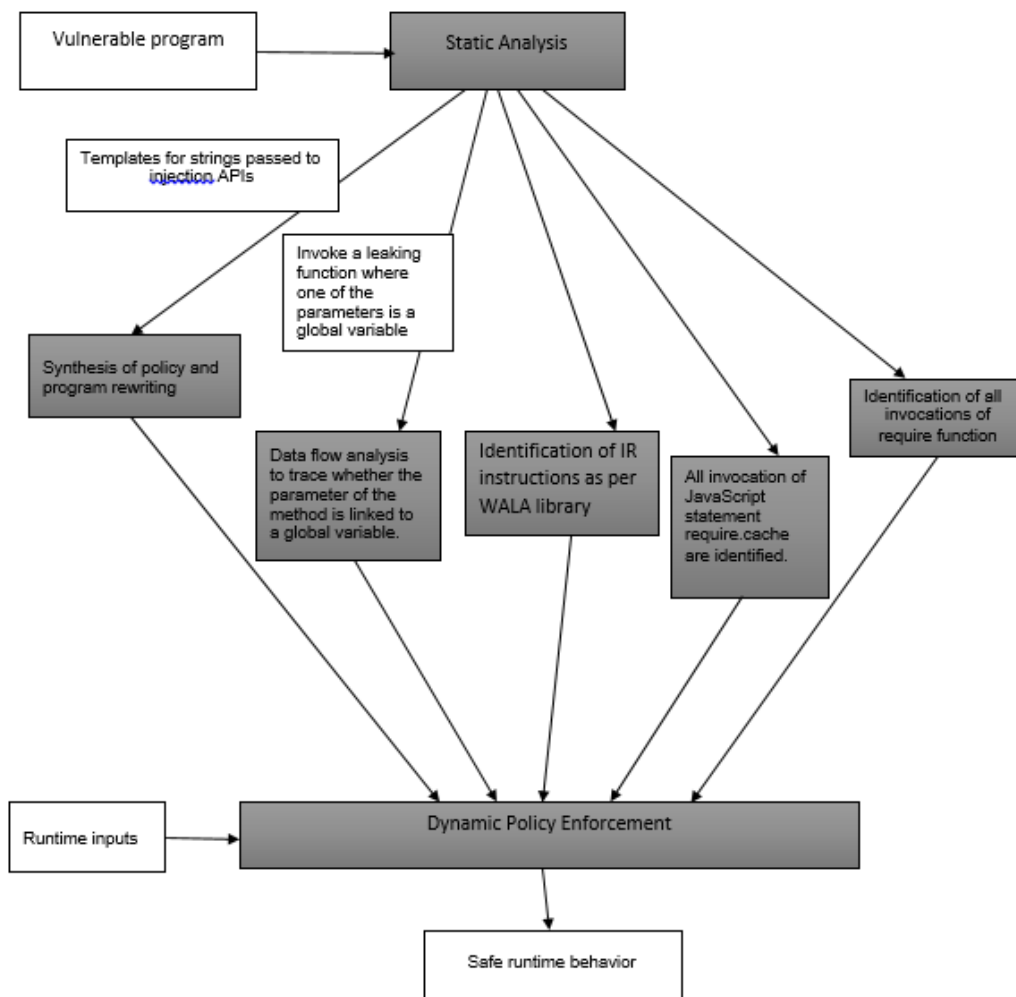 Vulnerable program
Static Analysis
Templates for strings passed to
injection APIs
Invoke a leaking
function where
one of the
parameters is a
global variable
Synthesis of policy and
program rewriting
Data flow analysis
to trace whether the
parameter of the
method is linked to
a global variable.
Identification of IR
instructions as per
WALA library
All invocation of
JavaScript
statement
require.cache
are identified.
Identification of all
invocations of
require function
Runtime inputs
Dynamic Policy Enforcement
Safe runtime behavior